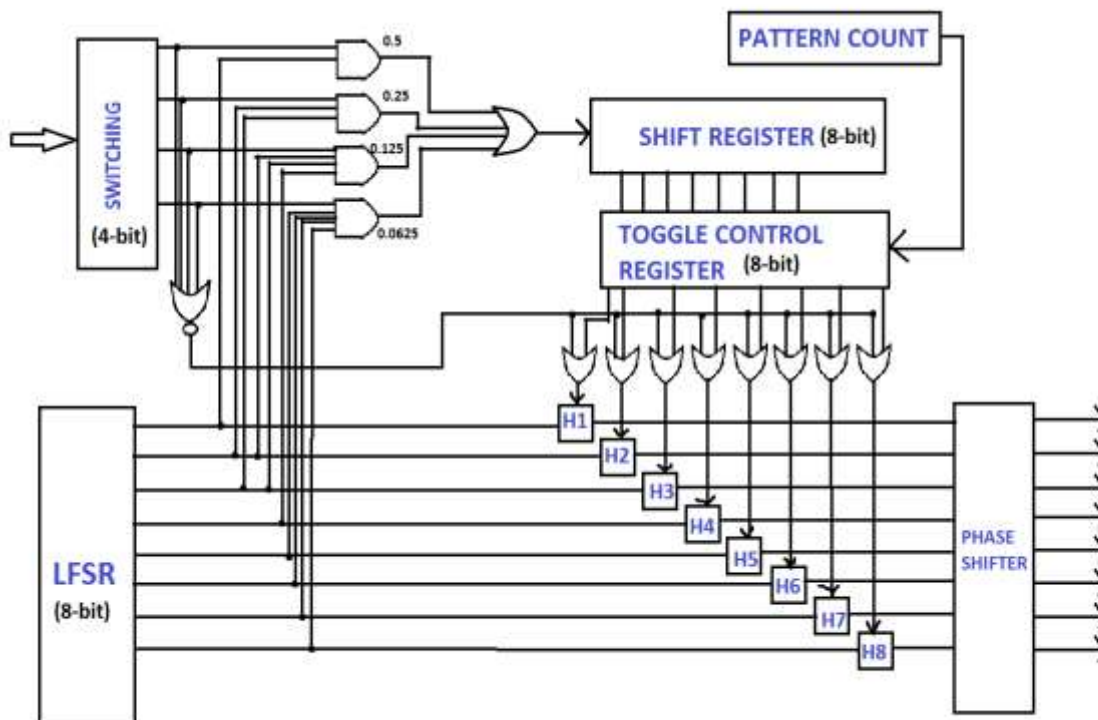 0.5
PATTERN COUNT
0.25
SWITCHING
(4-bit)
0.125
SHIFT REGISTER (8-bit)
0.0625
TOGGLE CONTROL
REGISTER (8-bit)
H1
H2
H3
H4
H5
H6
H7
H8
LFSR
(8-bit)
PHASE
SHIFTER